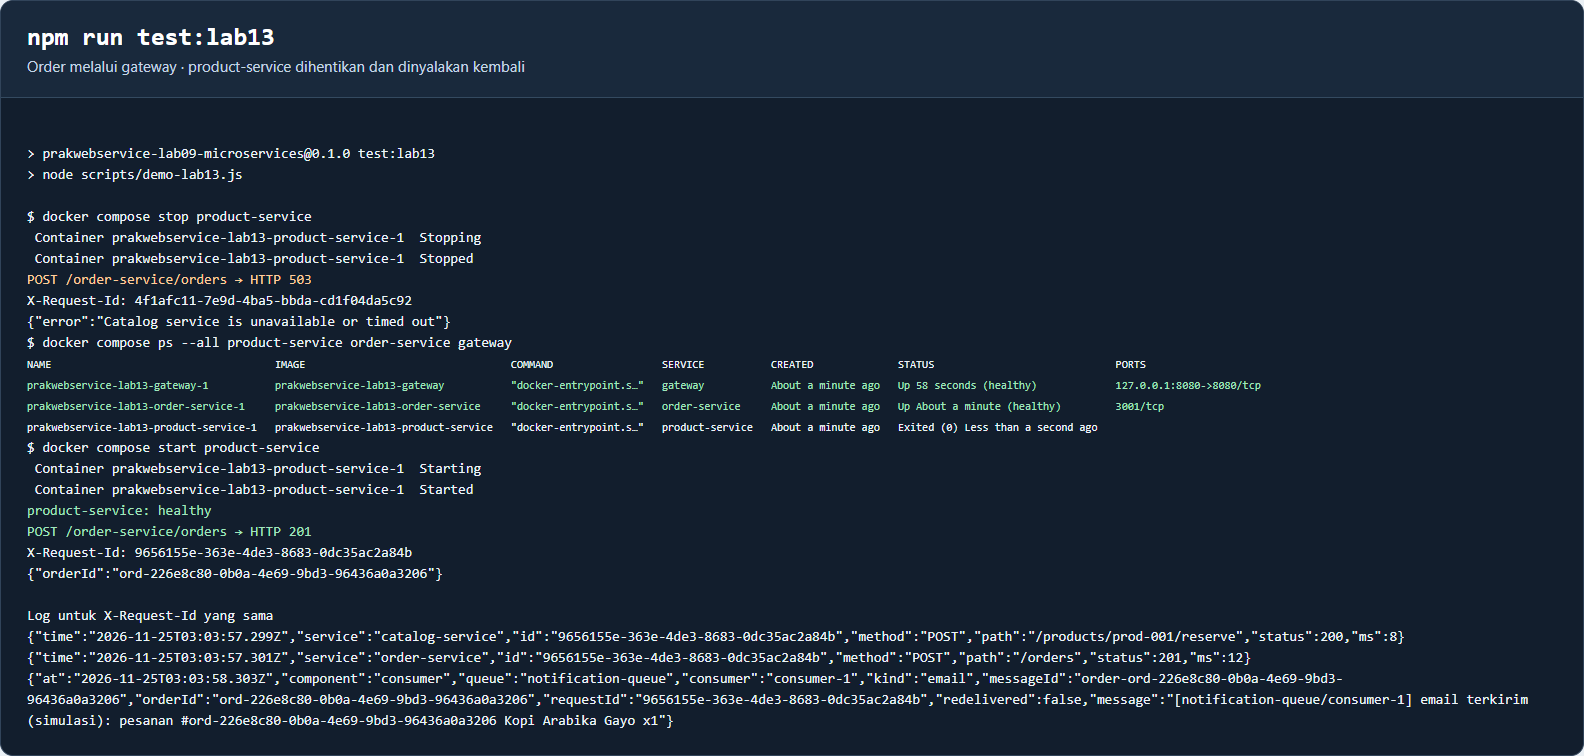 npm run test:lab13
Order melalui gateway · product-service dihentikan dan dinyalakan kembali
> prakwebservice-lab09-microservices@0.1.0 test:lab13
> node scripts/demo-lab13.js
$ docker compose stop product-service
Container prakwebservice-lab13-product-service-1  Stopping
Container prakwebservice-lab13-product-service-1  Stopped
POST /order-service/orders → HTTP 503
X-Request-Id: 4f1afc11-7e9d-4ba5-bbda-cd1f04da5c92
{"error":"Catalog service is unavailable or timed out"}
$ docker compose ps --all product-service order-service gateway
NAME IMAGE COMMAND SERVICE CREATED STATUS PORTS
prakwebservice-lab13-gateway-1 prakwebservice-lab13-gateway "docker-entrypoint.s…" gateway About a minute ago Up 58 seconds (healthy) 127.0.0.1:8080->8080/tcp
prakwebservice-lab13-order-service-1 prakwebservice-lab13-order-service "docker-entrypoint.s…" order-service About a minute ago Up About a minute (healthy) 3001/tcp
prakwebservice-lab13-product-service-1 prakwebservice-lab13-product-service "docker-entrypoint.s…" product-service About a minute ago Exited (0) Less than a second ago
$ docker compose start product-service
Container prakwebservice-lab13-product-service-1  Starting
Container prakwebservice-lab13-product-service-1  Started
product-service: healthy
POST /order-service/orders → HTTP 201
X-Request-Id: 9656155e-363e-4de3-8683-0dc35ac2a84b
{"orderId":"ord-226e8c80-0b0a-4e69-9bd3-96436a0a3206"}
Log untuk X-Request-Id yang sama
{"time":"2026-11-25T03:03:57.299Z","service":"catalog-service","id":"9656155e-363e-4de3-8683-0dc35ac2a84b","method":"POST","path":"/products/prod-001/reserve","status":200,"ms":8}
{"time":"2026-11-25T03:03:57.301Z","service":"order-service","id":"9656155e-363e-4de3-8683-0dc35ac2a84b","method":"POST","path":"/orders","status":201,"ms":12}
{"at":"2026-11-25T03:03:58.303Z","component":"consumer","queue":"notification-queue","consumer":"consumer-1","kind":"email","messageId":"order-ord-226e8c80-0b0a-4e69-9bd3-
96436a0a3206","orderId":"ord-226e8c80-0b0a-4e69-9bd3-96436a0a3206","requestId":"9656155e-363e-4de3-8683-0dc35ac2a84b","redelivered":false,"message":"[notification-queue/consumer-1] email terkirim
(simulasi): pesanan #ord-226e8c80-0b0a-4e69-9bd3-96436a0a3206 Kopi Arabika Gayo x1"}